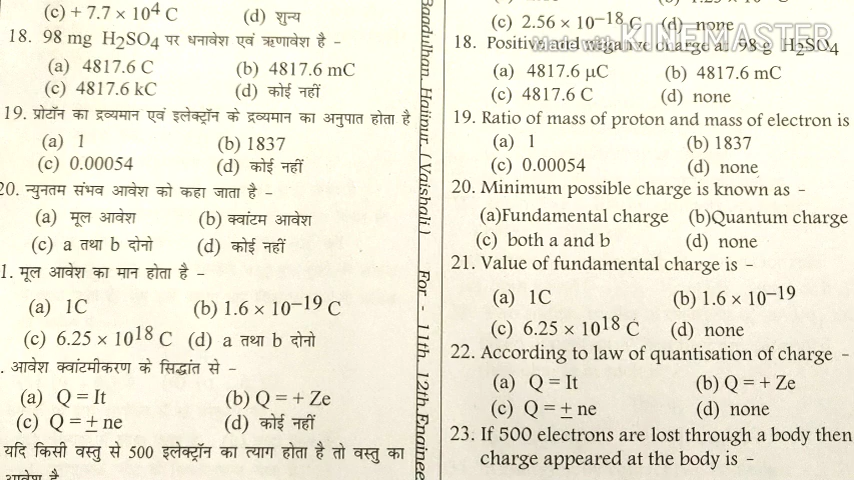 (c) + 7.7 × 10⁴ C (d) शुन्य
18. 98 mg H₂SO₄ पर धनावेश एवं ऋणावेश है –
(a) 4817.6 C (b) 4817.6 mC
(c) 4817.6 kC (d) कोई नहीं
19. प्रोटॉन का द्रव्यमान एवं इलेक्ट्रॉन के द्रव्यमान का अनुपात होता है
(a) 1 (b) 1837
(c) 0.00054 (d) कोई नहीं
20. न्युनतम संभव आवेश को कहा जाता है –
(a) मूल आवेश (b) क्वांटम आवेश
(c) a तथा b दोनो (d) कोई नहीं
1. मूल आवेश का मान होता है –
(a) 1C (b) 1.6 × 10⁻¹⁹ C
(c) 6.25 × 10¹⁸ C (d) a तथा b दोनो
. आवेश क्वांटमीकरण के सिद्धांत से –
(a) Q = It (b) Q = + Ze
(c) Q = ± ne (d) कोई नहीं
यदि किसी वस्तु से 500 इलेक्ट्रॉन का त्याग होता है तो वस्तु का
आवेश है
Baadulhan, Hajipur, (Vaishali) For - 11th, 12th, Enginee
(c) 2.56 × 10⁻¹⁸ C (d) none
Made with KINEMASTER
18. Positive and negative charge at 98 g H₂SO₄
(a) 4817.6 μC (b) 4817.6 mC
(c) 4817.6 C (d) none
19. Ratio of mass of proton and mass of electron is
(a) 1 (b) 1837
(c) 0.00054 (d) none
20. Minimum possible charge is known as –
(a)Fundamental charge (b)Quantum charge
(c) both a and b (d) none
21. Value of fundamental charge is –
(a) 1C (b) 1.6 × 10⁻¹⁹
(c) 6.25 × 10¹⁸ C (d) none
22. According to law of quantisation of charge –
(a) Q = It (b) Q = + Ze
(c) Q = ± ne (d) none
23. If 500 electrons are lost through a body then
charge appeared at the body is –